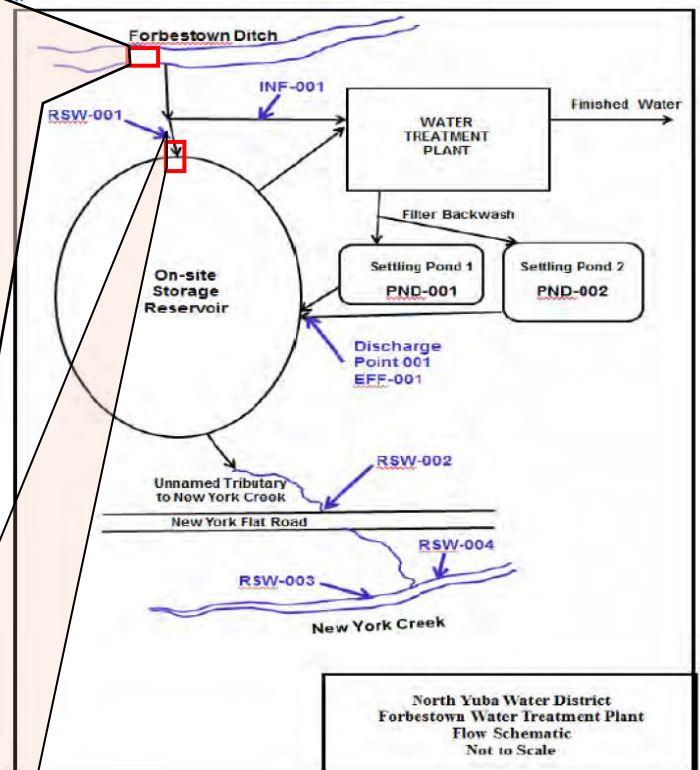 Forbestown Ditch
INF-001
Finished Water
RSW-001
WATER
TREATMENT
PLANT
Filter Backwash
On-site
Storage
Reservoir
Settling Pond 1
PND-001
Settling Pond 2
PND-002
Discharge
Point 001
EFF-001
RSW-002
Unnamed Tributary
to New York Creek
New York Flat Road
RSW-004
RSW-003
New York Creek
North Yuba Water District
Forbestown Water Treatment Plant
Flow Schematic
Not to Scale